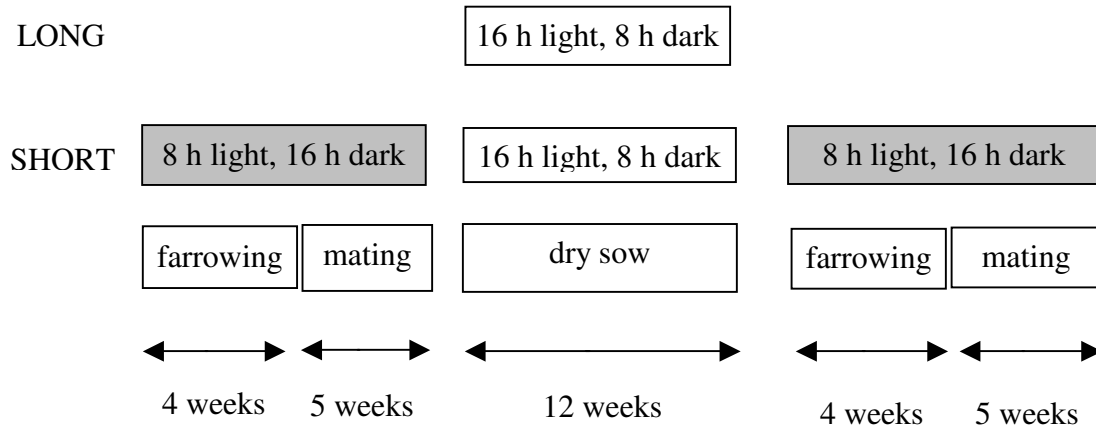 LONG 16 h light, 8 h dark
SHORT 8 h light, 16 h dark 16 h light, 8 h dark 8 h light, 16 h dark
farrowing mating dry sow farrowing mating
4 weeks 5 weeks 12 weeks 4 weeks 5 weeks